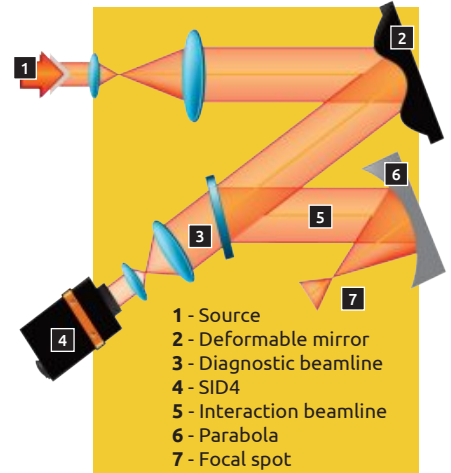 1
2
6
3
5
7
4
1 - Source
2 - Deformable mirror
3 - Diagnostic beamline
4 - SID4
5 - Interaction beamline
6 - Parabola
7 - Focal spot